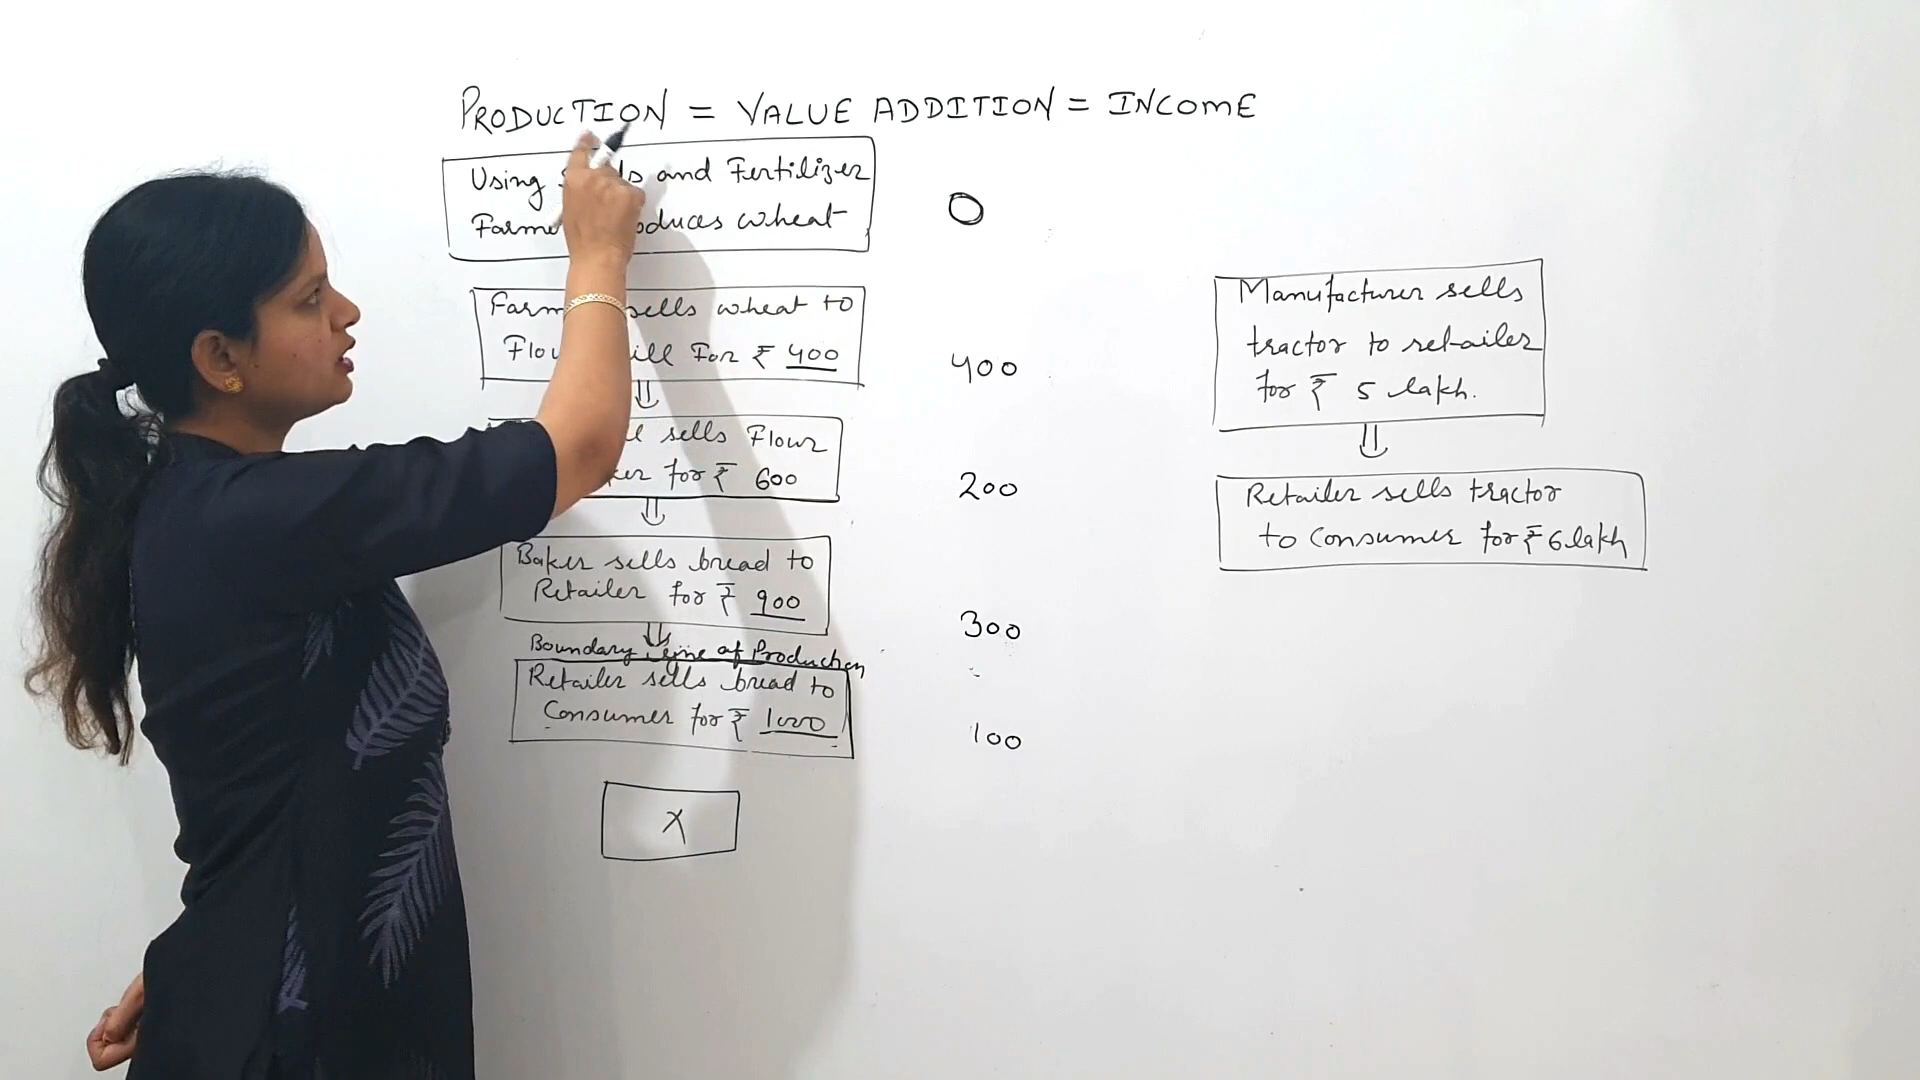 PRODUCTION = VALUE ADDITION = INCOME
Using and Fertilizer
wheat
0
sells wheat to
For ₹ 400
400
sells Flour
for ₹ 600
200
Baker sells bread to
Retailer for ₹ 900
300
Boundary line of Production
Retailer sells bread to
Consumer for ₹ 1000
100
X
Manufacturer sells
tractor to retailer
for ₹ 5 lakh.
Retailer sells tractor
to Consumer for ₹ 6 lakh